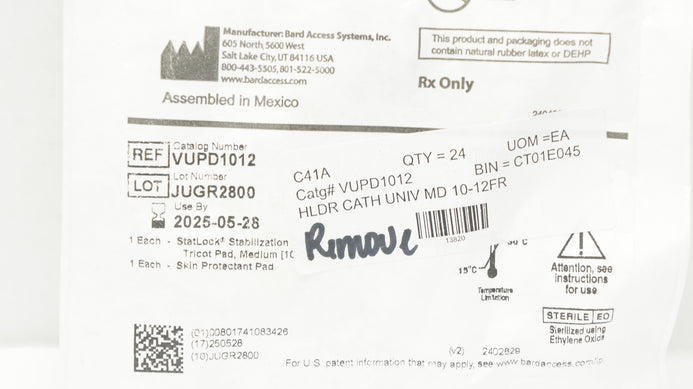 Manufacturer: Bard Access Systems, Inc.
605 North 5600 West
Salt Lake City, UT 84116 USA
800-443-5505, 801-522-5000
www.bardaccess.com
Assembled in Mexico
This product and packaging does not
contain natural rubber latex or DEHP
Rx Only
REF Catalog Number
VUPD1012
LOT Lot Number
JUGR2800
Use By
2025-05-28
1 Each - StatLock® Stabilization
Tricot Pad, Medium
1 Each - Skin Protectant Pad
C41A QTY = 24 UOM =EA
Catg# VUPD1012 BIN = CT01E045
HLDR CATH UNIV MD 10-12FR
13820
Remove
15°C
Temperature
Limitation
Attention, see
instructions
for use
STERILE EO
Sterilized using
Ethylene Oxide
(01)00801741083426
(17)250528
(10)JUGR2800
(v2) 2402829
For U.S. patent information that may apply, see www.bardaccess.com/ip